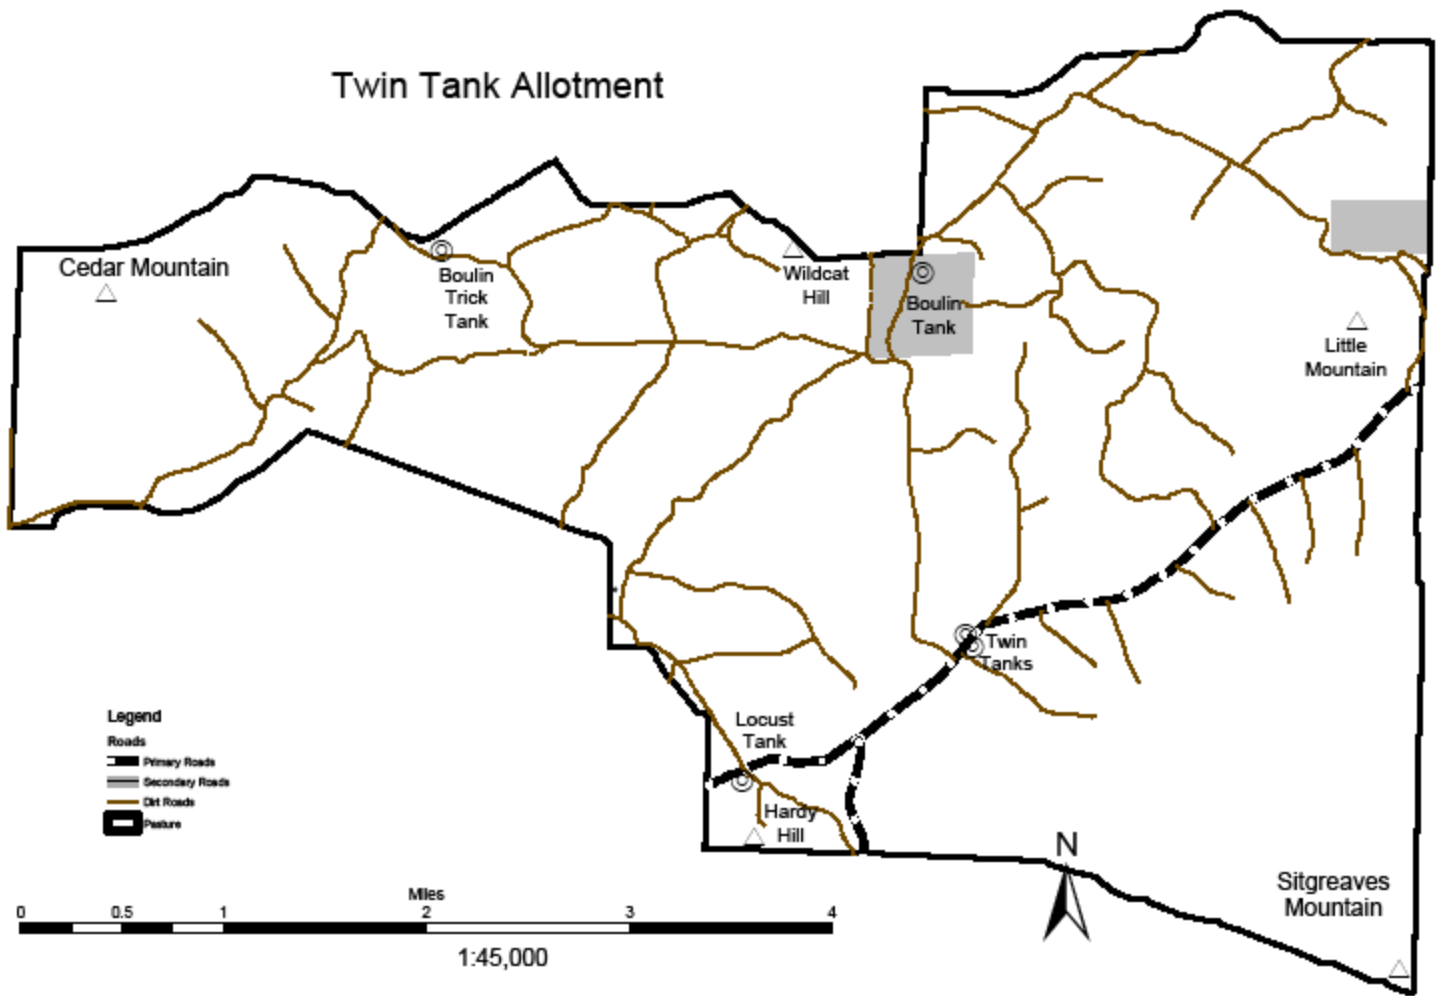 Twin Tank Allotment
Cedar Mountain
Boulin
Trick
Tank
Wildcat
Hill
Boulin
Tank
Little
Mountain
Twin
Tanks
Locust
Tank
Hardy
Hill
Sitgreaves
Mountain
N
Legend
Roads
Primary Roads
Secondary Roads
Dirt Roads
Pasture
Miles
0 0.5 1 2 3 4
1:45,000